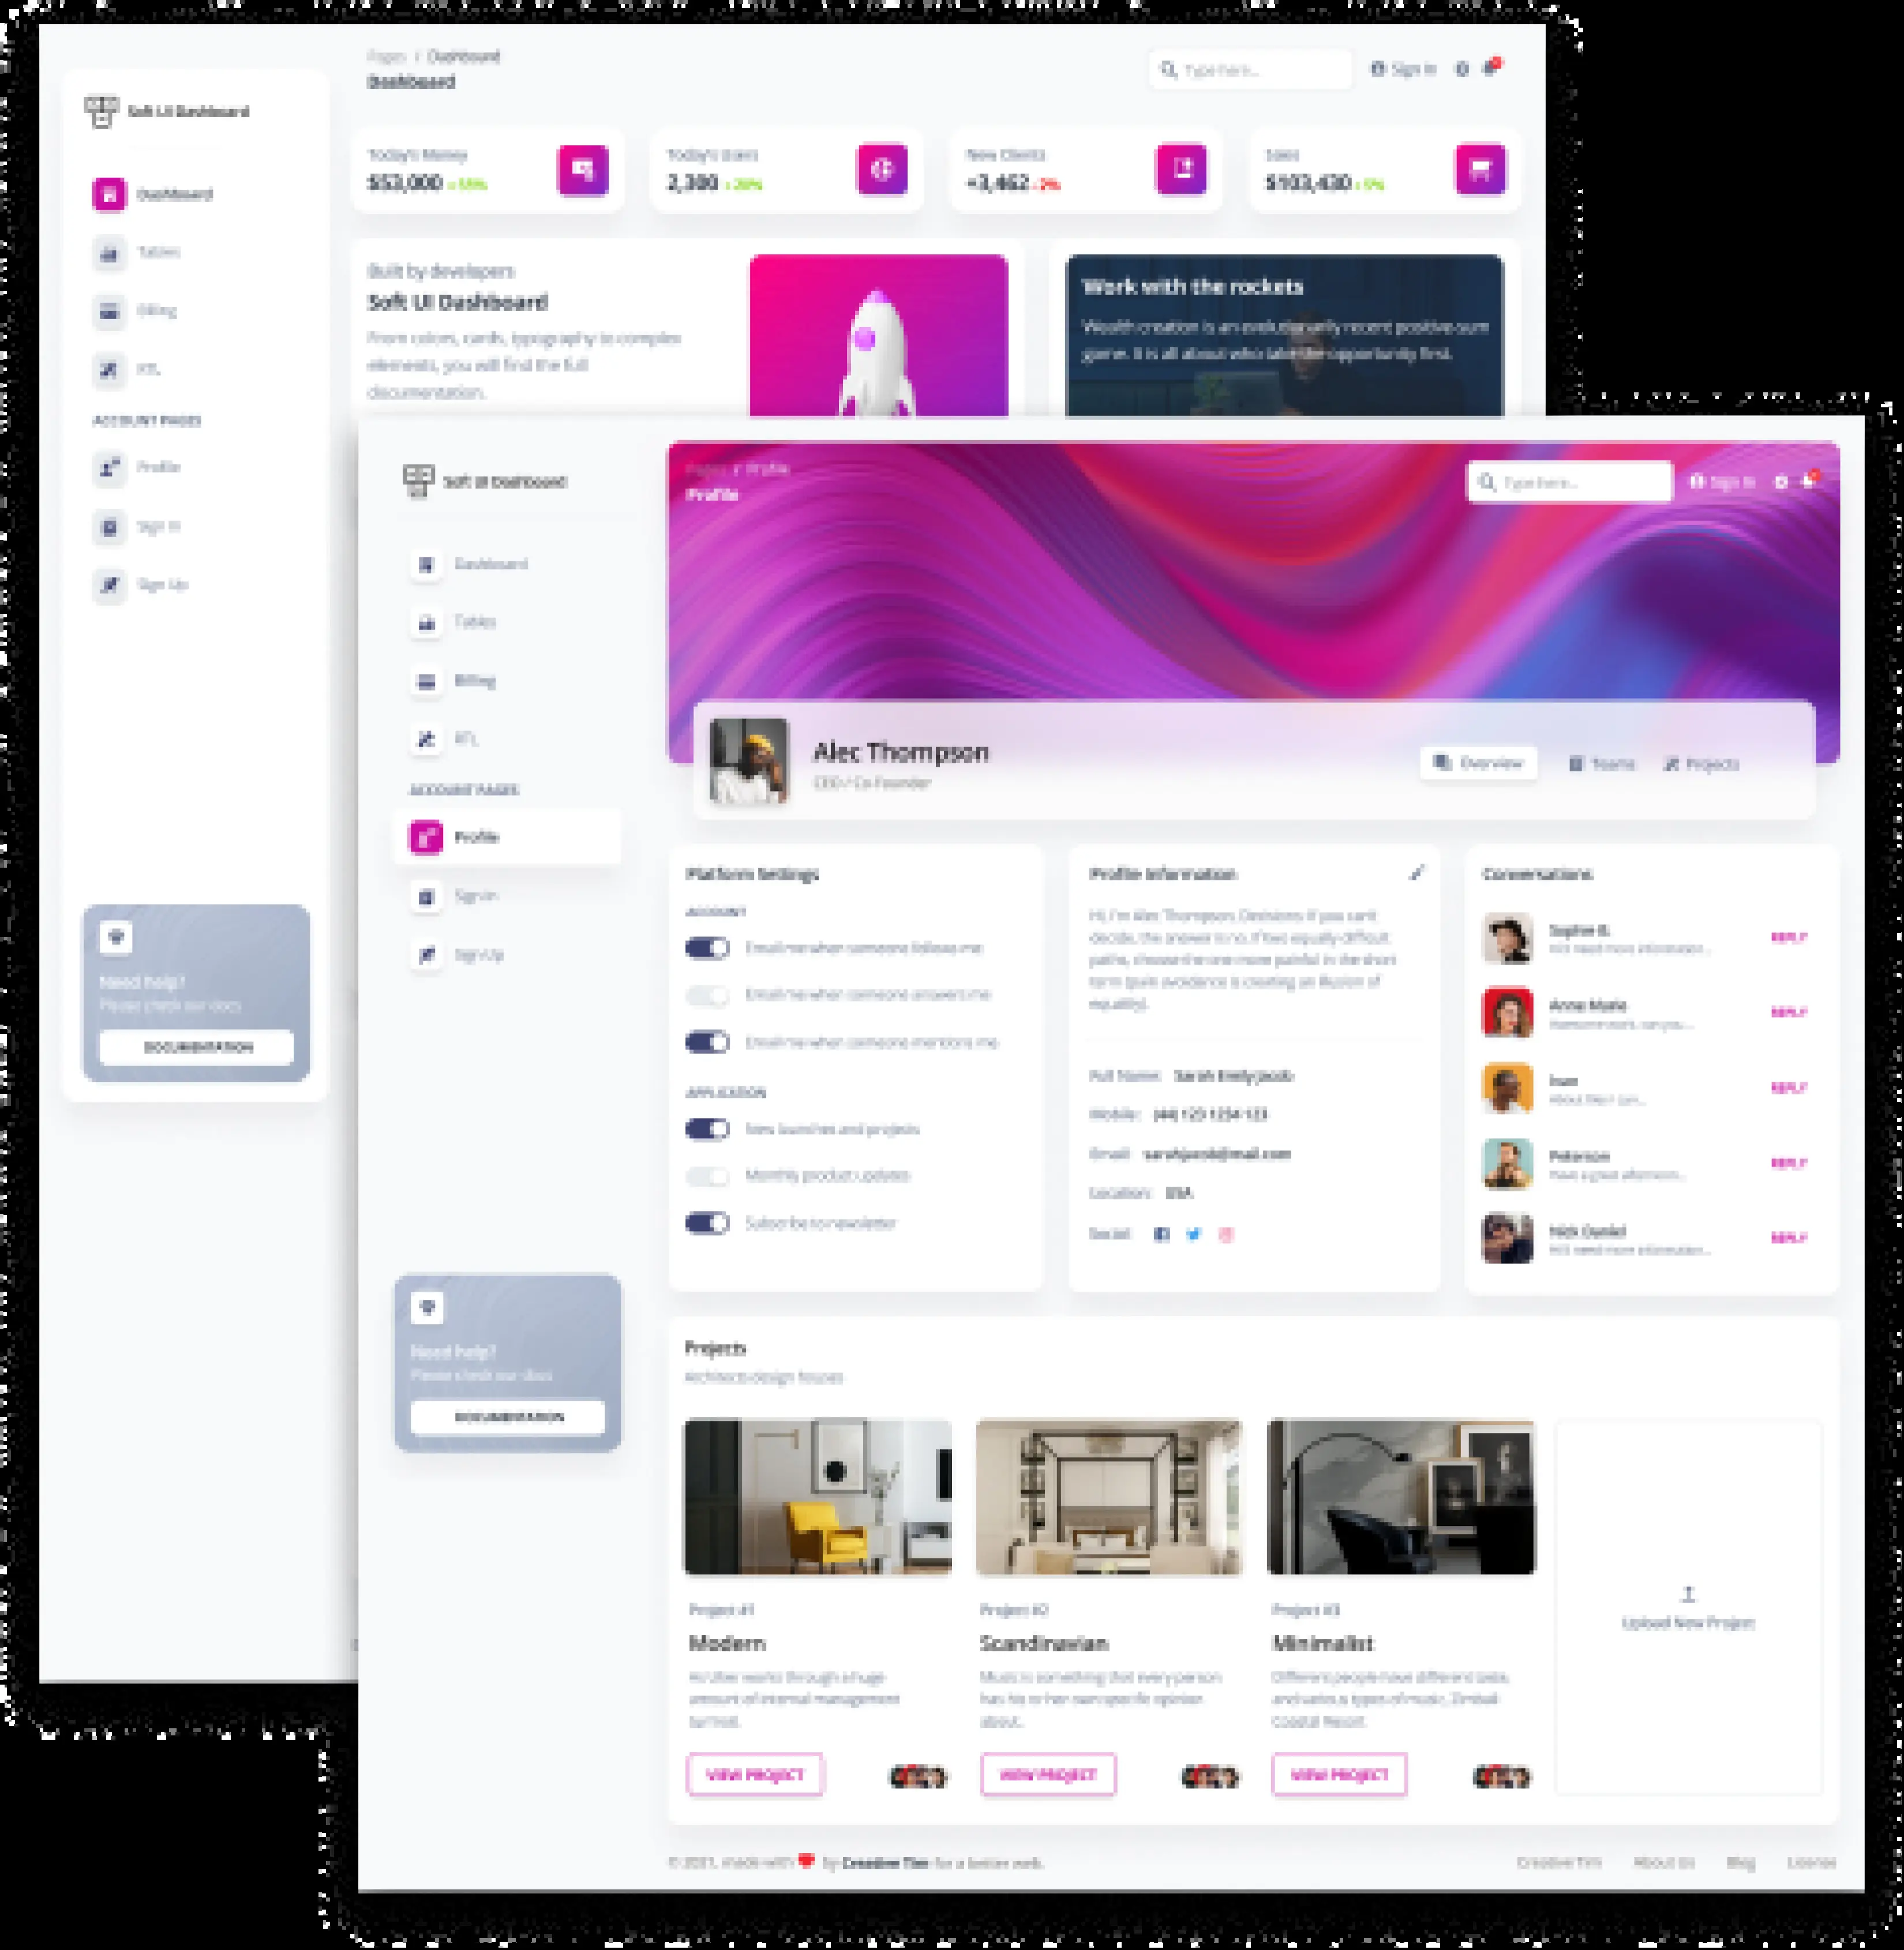 Pages / Dashboard
Dashboard
Type here...
Sign In
Soft UI Dashboard
Dashboard
Tables
Billing
RTL
ACCOUNT PAGES
Profile
Sign In
Sign Up
Need help?
Please check our docs
DOCUMENTATION
Today's Money
$53,000 +55%
Today's Users
2,300
New Clients
+3,462 -2%
Sales
$103,430 +5%
Built by developers
Soft UI Dashboard
From colors, cards, typography to complex
elements, you will find the full
documentation.
Work with the rockets
Wealth creation is an evolutionarily recent positive-sum
game. It is all about who take the opportunity first.
Soft UI Dashboard
Dashboard
Tables
Billing
RTL
ACCOUNT PAGES
Profile
Sign In
Sign Up
Need help?
Please check our docs
DOCUMENTATION
Pages / Profile
Profile
Type here...
Sign In
Alec Thompson
CEO / Co-Founder
Overview
Teams
Projects
Platform Settings
ACCOUNT
Email me when someone follows me
Email me when someone answers me
Email me when someone mentions me
APPLICATION
New launches and projects
Monthly product updates
Subscribe to newsletter
Profile Information
Hi, I'm Alec Thompson, Decisions: If you can't
decide, the answer is no. If two equally difficult
paths, choose the one more painful in the short
term (pain avoidance is creating an illusion of
equality).
Full Name: Sarah Emily Jacob
Mobile: (44) 123 1234 123
Email: sarahjacob@mail.com
Location: USA
Social:
Conversations
Sophie B.
Hi! I need more information...
REPLY
Anne Marie
Awesome work, can you...
REPLY
Ivan
About files I can...
REPLY
Peterson
Have a great afternoon...
REPLY
Nick Daniel
Hi! I need more information...
REPLY
Projects
Architects design houses
Project #1
Modern
As Uber works through a huge
amount of internal management
turmoil.
VIEW PROJECT
Project #2
Scandinavian
Music is something that every person
has his or her own specific opinion
about.
VIEW PROJECT
Project #3
Minimalist
Different people have different taste,
and various types of music, Zimbali
Coastal Resort.
VIEW PROJECT
Upload New Project
© 2021, made with by Creative Tim for a better web.
Creative Tim
About Us
Blog
License